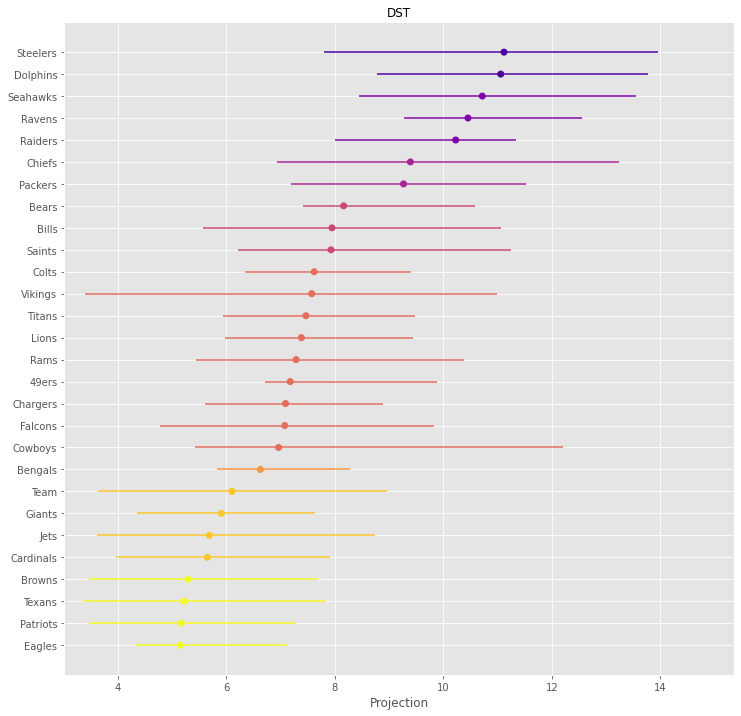 DST
Steelers
Dolphins
Seahawks
Ravens
Raiders
Chiefs
Packers
Bears
Bills
Saints
Colts
Vikings
Titans
Lions
Rams
49ers
Chargers
Falcons
Cowboys
Bengals
Team
Giants
Jets
Cardinals
Browns
Texans
Patriots
Eagles
4 6 8 10 12 14
Projection